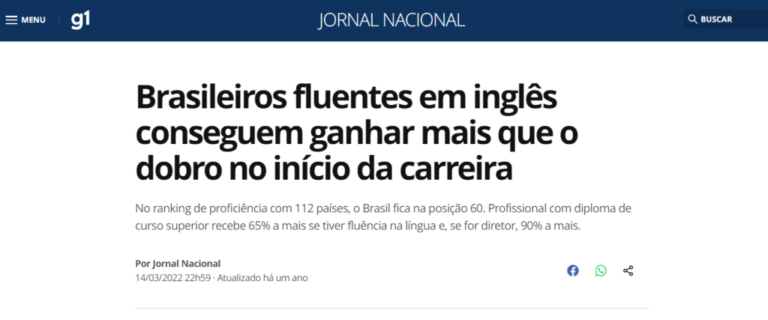 MENU
g1
JORNAL NACIONAL
BUSCAR
Brasileiros fluentes em inglês
conseguem ganhar mais que o
dobro no início da carreira
No ranking de proficiência com 112 países, o Brasil fica na posição 60. Profissional com diploma de
curso superior recebe 65% a mais se tiver fluência na língua e, se for diretor, 90% a mais.
Por Jornal Nacional
14/03/2022 22h59 · Atualizado há um ano